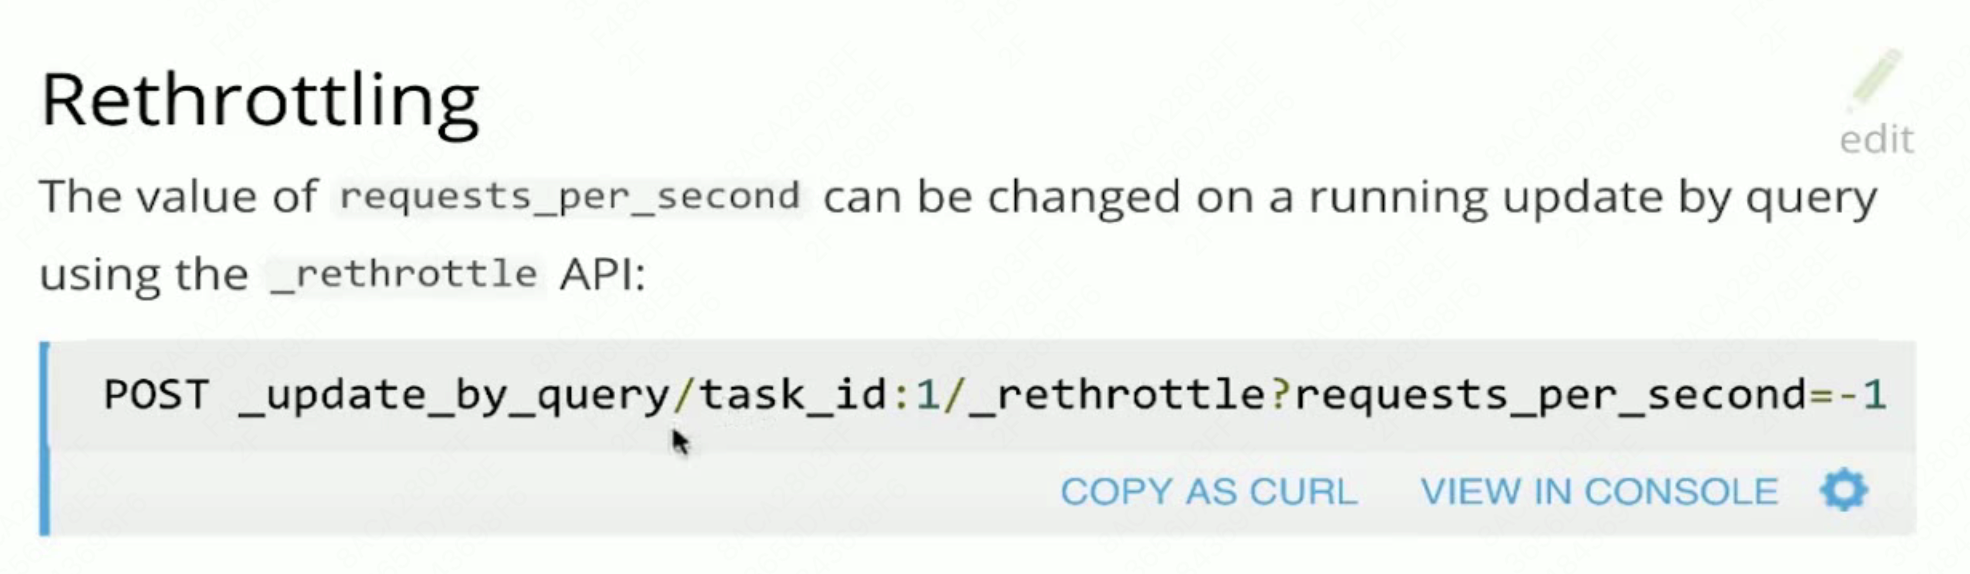 Rethrottling
edit
The value of requests_per_second can be changed on a running update by query
using the _rethrottle API:
POST _update_by_query/task_id:1/_rethrottle?requests_per_second=-1
COPY AS CURL VIEW IN CONSOLE